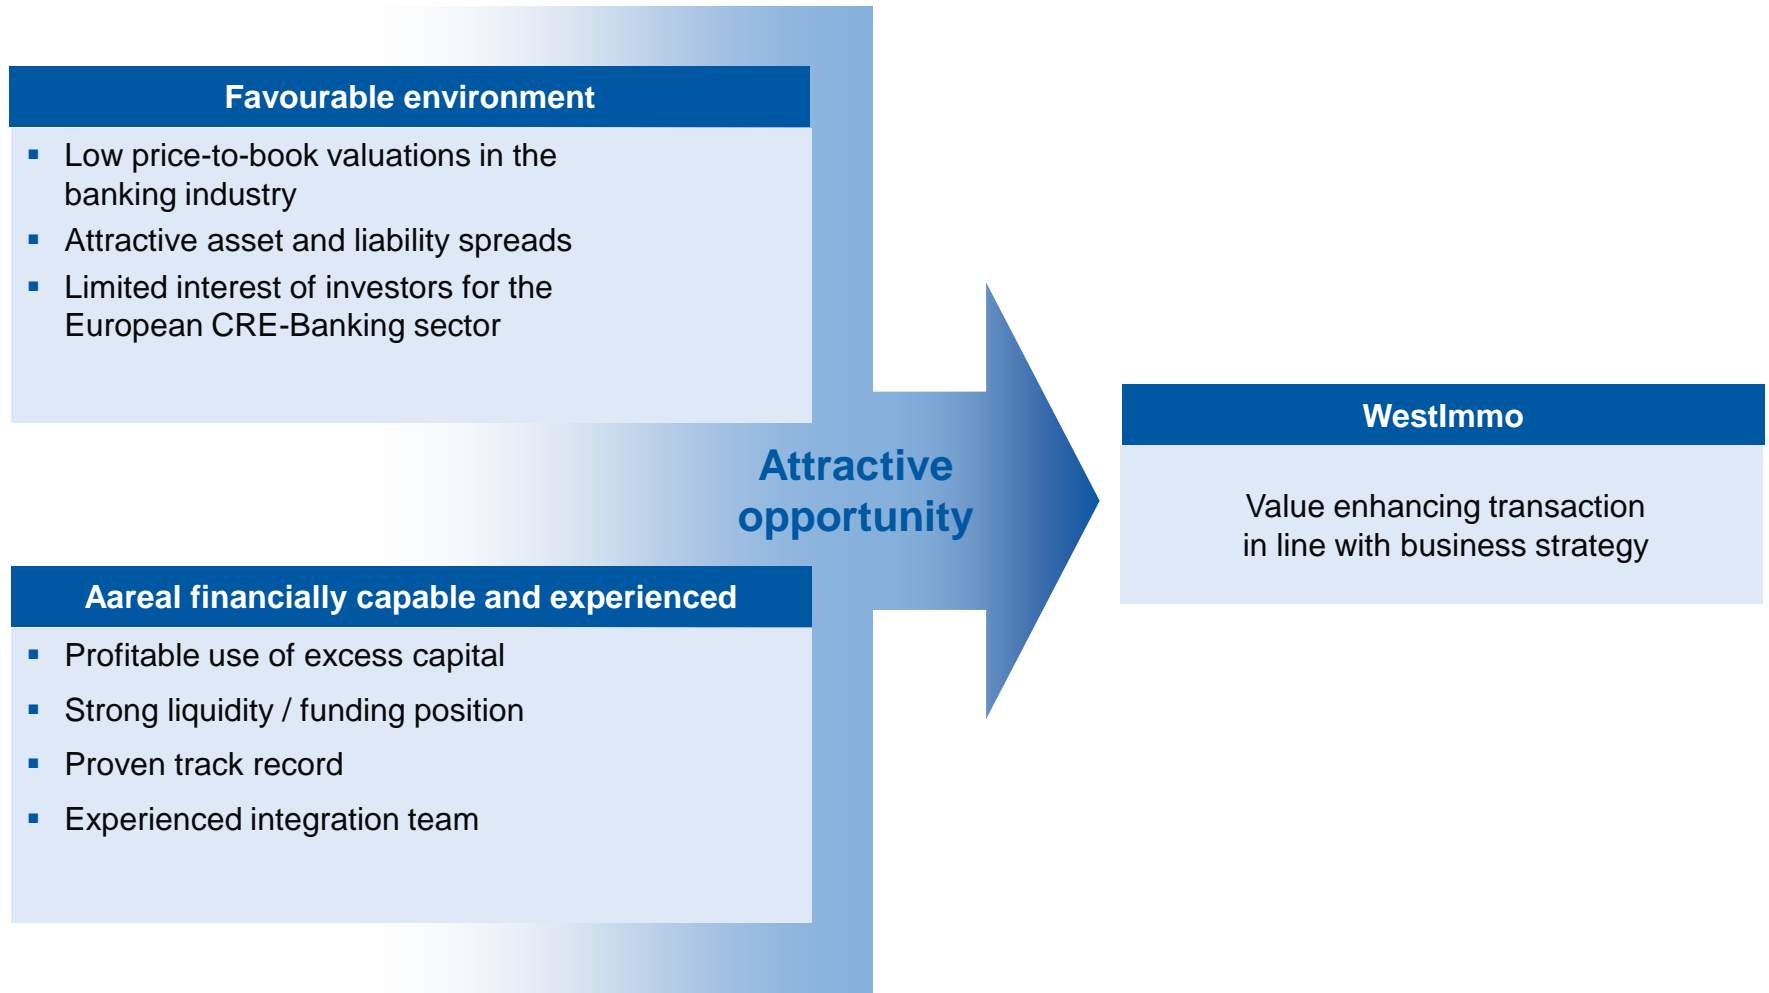 Favourable environment
▪ Low price-to-book valuations in the
banking industry
▪ Attractive asset and liability spreads
▪ Limited interest of investors for the
European CRE-Banking sector
Attractive
opportunity
Aareal financially capable and experienced
▪ Profitable use of excess capital
▪ Strong liquidity / funding position
▪ Proven track record
▪ Experienced integration team
WestImmo
Value enhancing transaction
in line with business strategy